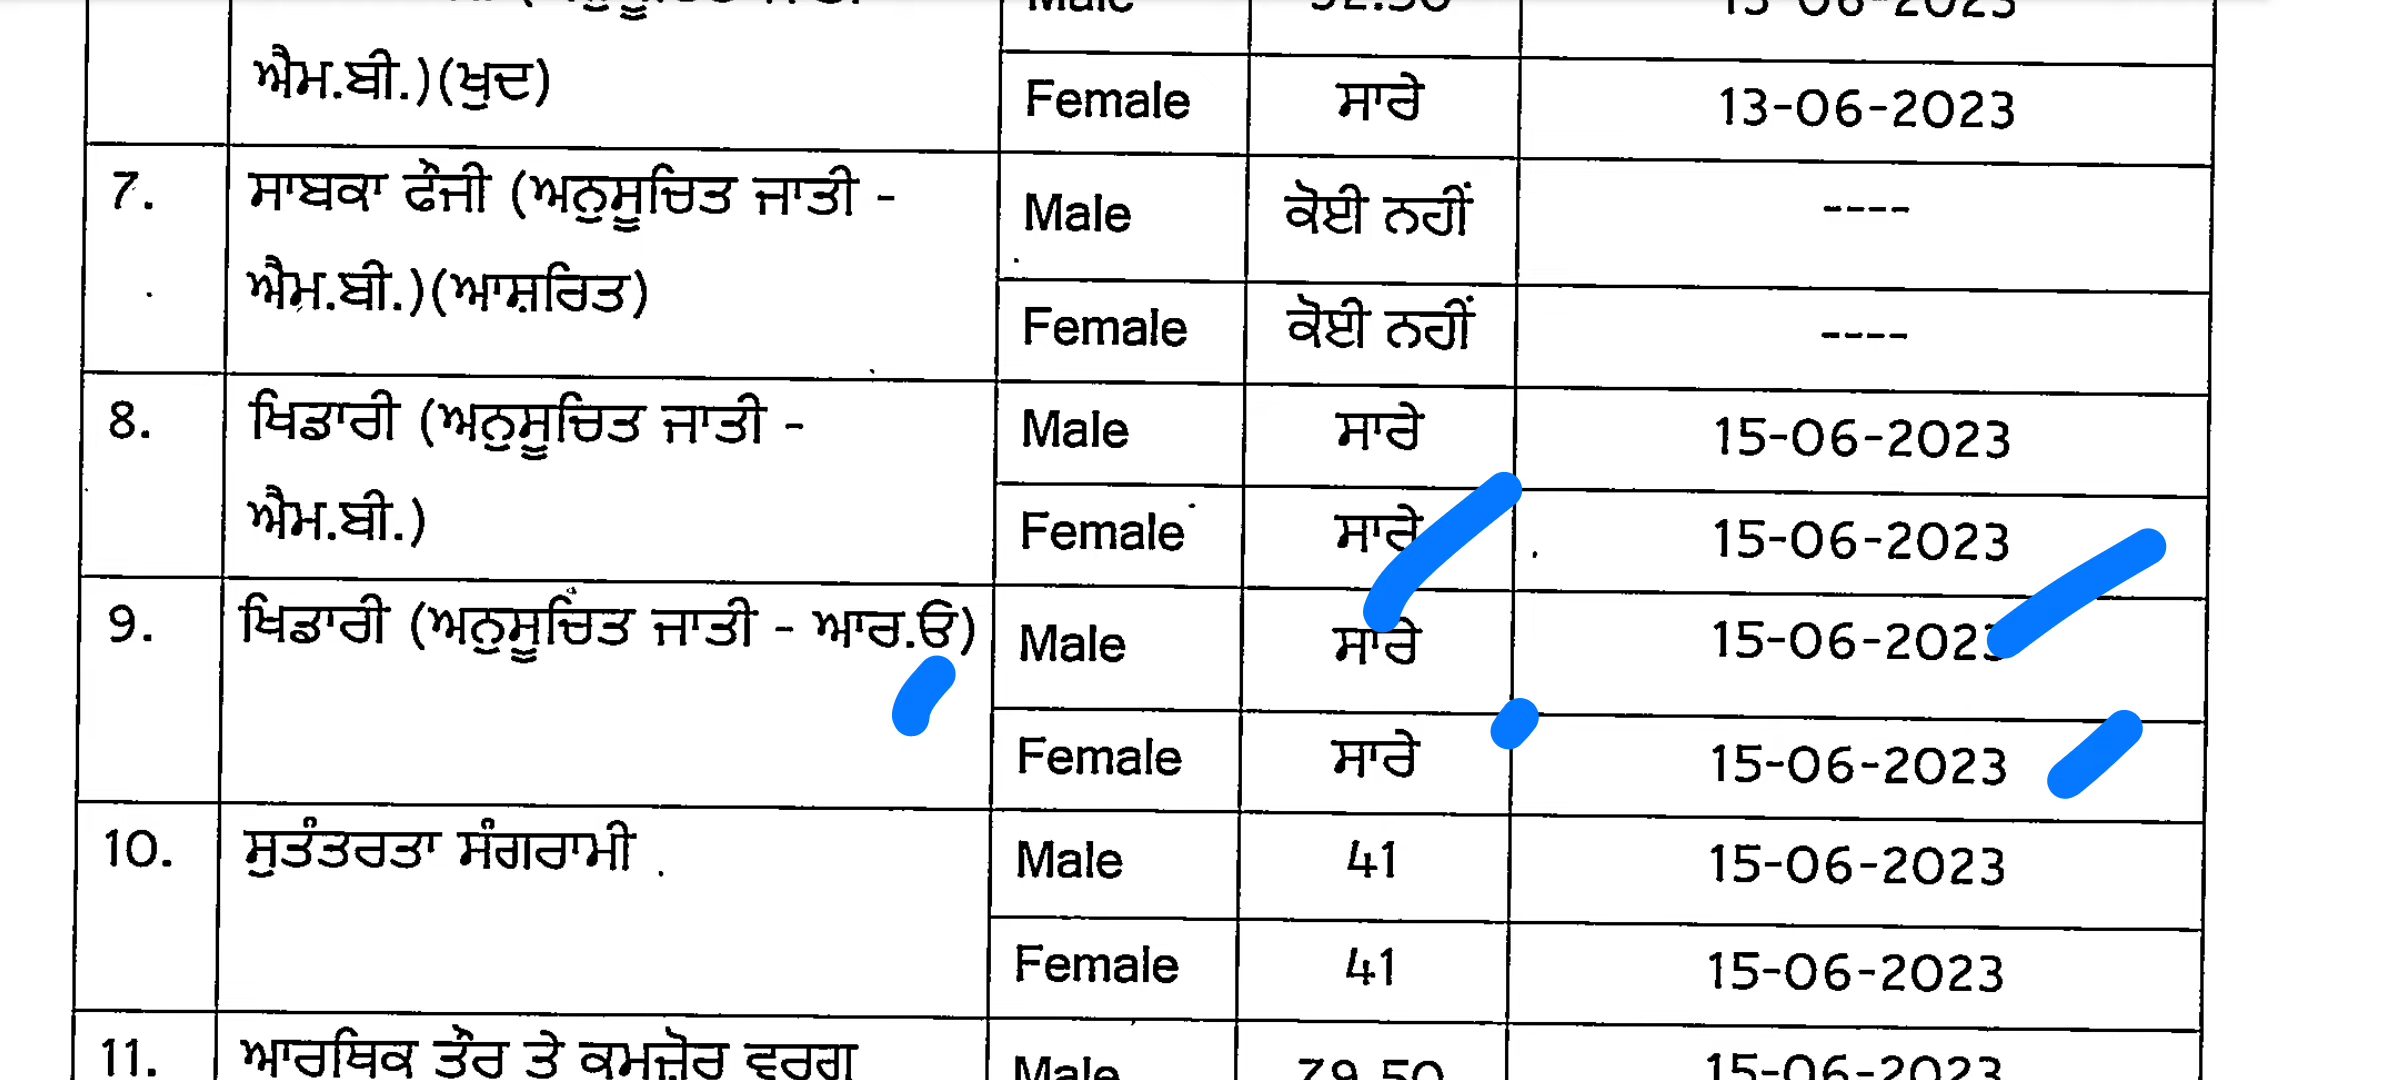 ਐਮ.ਬੀ.)(ਖੁਦ)
Female ਸਾਰੇ 13-06-2023
7. ਸਾਬਕਾ ਫੌਜੀ (ਅਨੁਸੂਚਿਤ ਜਾਤੀ - Male ਕੋਈ ਨਹੀਂ ----
ਐਮ.ਬੀ.)(ਆਸ਼ਰਿਤ)
Female ਕੋਈ ਨਹੀਂ ----
8. ਖਿਡਾਰੀ (ਅਨੁਸੂਚਿਤ ਜਾਤੀ - Male ਸਾਰੇ 15-06-2023
ਐਮ.ਬੀ.) Female ਸਾਰੇ 15-06-2023
9. ਖਿਡਾਰੀ (ਅਨੁਸੂਚਿਤ ਜਾਤੀ - ਆਰ.ਓ) Male ਸਾਰੇ 15-06-2023
Female ਸਾਰੇ 15-06-2023
10. ਸੁਤੰਤਰਤਾ ਸੰਗਰਾਮੀ Male 41 15-06-2023
Female 41 15-06-2023
11. ਆਰਥਿਕ ਤੌਰ ਤੇ ਕਮਜ਼ੋਰ ਵਰਗ Male 79.50 15-06-2023